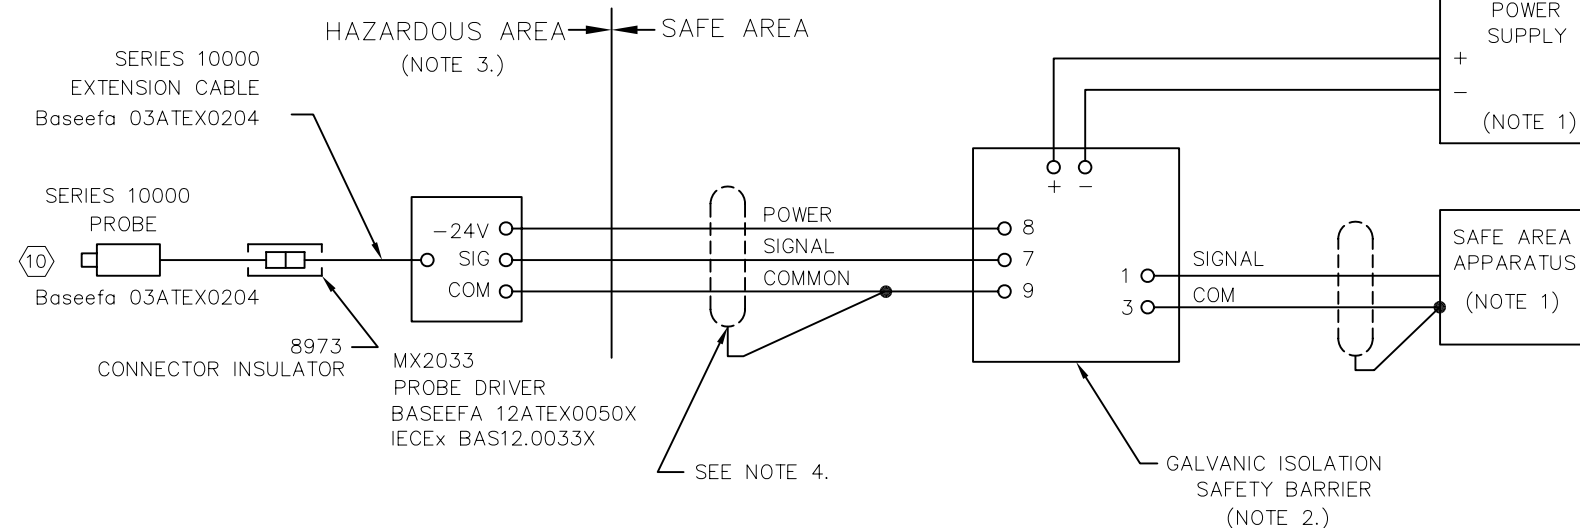 HAZARDOUS AREA
(NOTE 3.)
SAFE AREA
SERIES 10000
EXTENSION CABLE
Baseefa 03ATEX0204
SERIES 10000
PROBE
10
Baseefa 03ATEX0204
8973
CONNECTOR INSULATOR
-24V
SIG
COM
MX2033
PROBE DRIVER
BASEEFA 12ATEX0050X
IECEx BAS12.0033X
POWER
SIGNAL
COMMON
SEE NOTE 4.
+ -
8
7
9
1
3
GALVANIC ISOLATION
SAFETY BARRIER
(NOTE 2.)
SIGNAL
COM
POWER
SUPPLY
+
-
(NOTE 1)
SAFE AREA
APPARATUS
(NOTE 1)